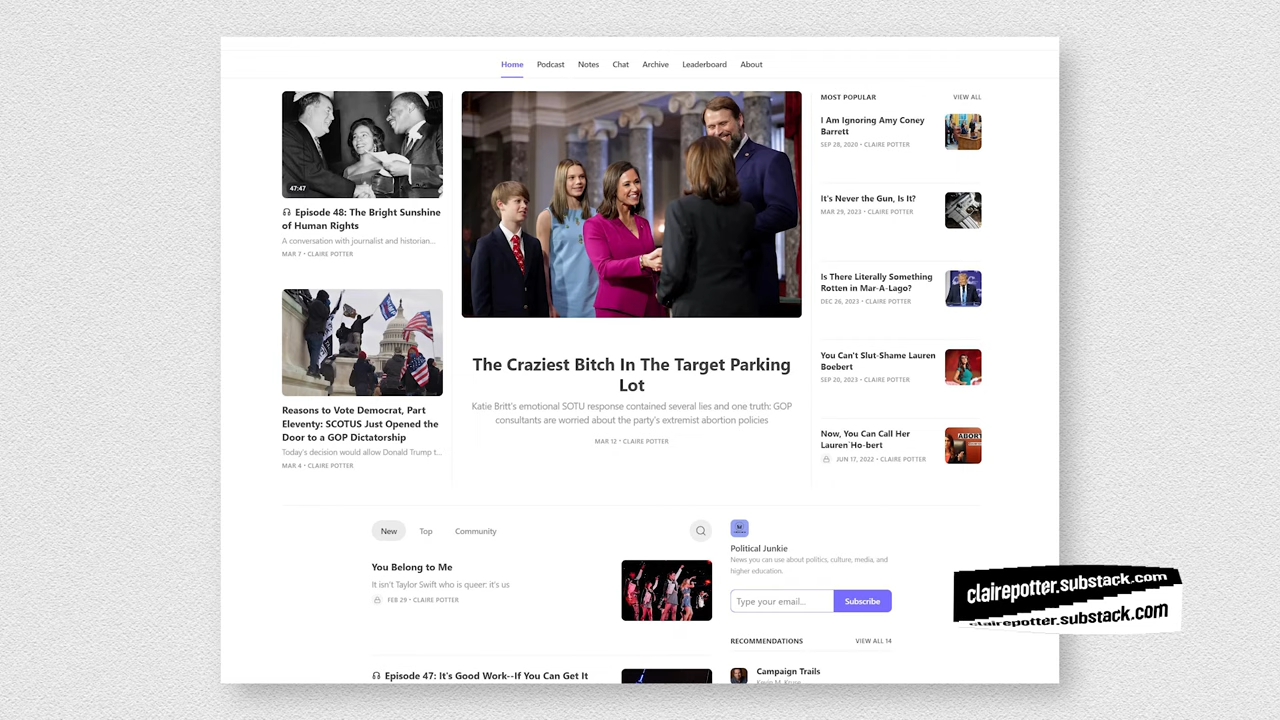 Home Podcast Notes Chat Archive Leaderboard About
47:47
Episode 48: The Bright Sunshine
of Human Rights
A conversation with journalist and historian...
MAR 7 • CLAIRE POTTER
Reasons to Vote Democrat, Part
Eleventy: SCOTUS Just Opened the
Door to a GOP Dictatorship
Today's decision would allow Donald Trump t...
MAR 4 • CLAIRE POTTER
The Craziest Bitch In The Target Parking
Lot
Katie Britt's emotional SOTU response contained several lies and one truth: GOP
consultants are worried about the party's extremist abortion policies
MAR 12 • CLAIRE POTTER
MOST POPULAR VIEW ALL
I Am Ignoring Amy Coney
Barrett
SEP 28, 2020 • CLAIRE POTTER
It's Never the Gun, Is It?
MAR 29, 2023 • CLAIRE POTTER
Is There Literally Something
Rotten in Mar-A-Lago?
DEC 26, 2023 • CLAIRE POTTER
You Can't Slut-Shame Lauren
Boebert
SEP 20, 2023 • CLAIRE POTTER
Now, You Can Call Her
Lauren Ho-bert
JUN 17, 2022 • CLAIRE POTTER
ABORT
New Top Community
You Belong to Me
It isn't Taylor Swift who is queer: it's us
FEB 29 • CLAIRE POTTER
Episode 47: It's Good Work--If You Can Get It
Political Junkie
News you can use about politics, culture, media, and
higher education.
Type your email... Subscribe
RECOMMENDATIONS VIEW ALL 14
Campaign Trails
Kevin M. Kruse
clairepotter.substack.com
clairepotter.substack.com